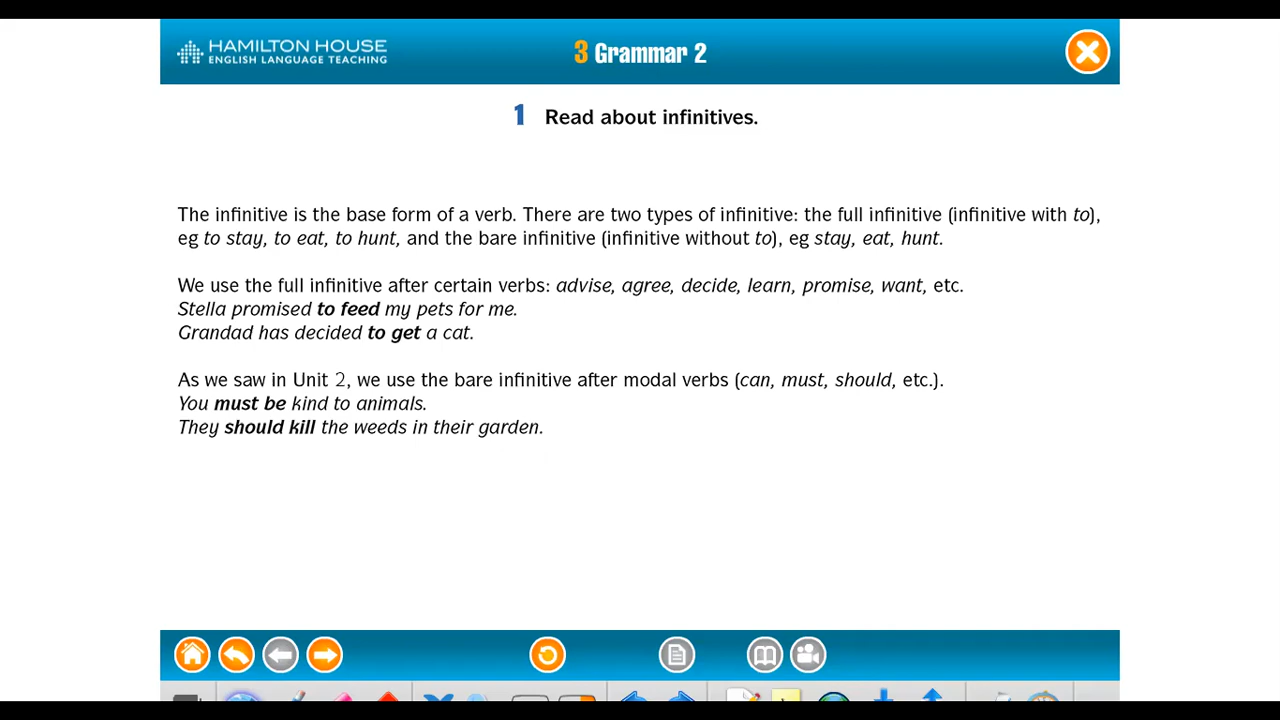 HAMILTON HOUSE
ENGLISH LANGUAGE TEACHING
3 Grammar 2
1 Read about infinitives.
The infinitive is the base form of a verb. There are two types of infinitive: the full infinitive (infinitive with to),
eg to stay, to eat, to hunt, and the bare infinitive (infinitive without to), eg stay, eat, hunt.
We use the full infinitive after certain verbs: advise, agree, decide, learn, promise, want, etc.
Stella promised to feed my pets for me.
Grandad has decided to get a cat.
As we saw in Unit 2, we use the bare infinitive after modal verbs (can, must, should, etc.).
You must be kind to animals.
They should kill the weeds in their garden.